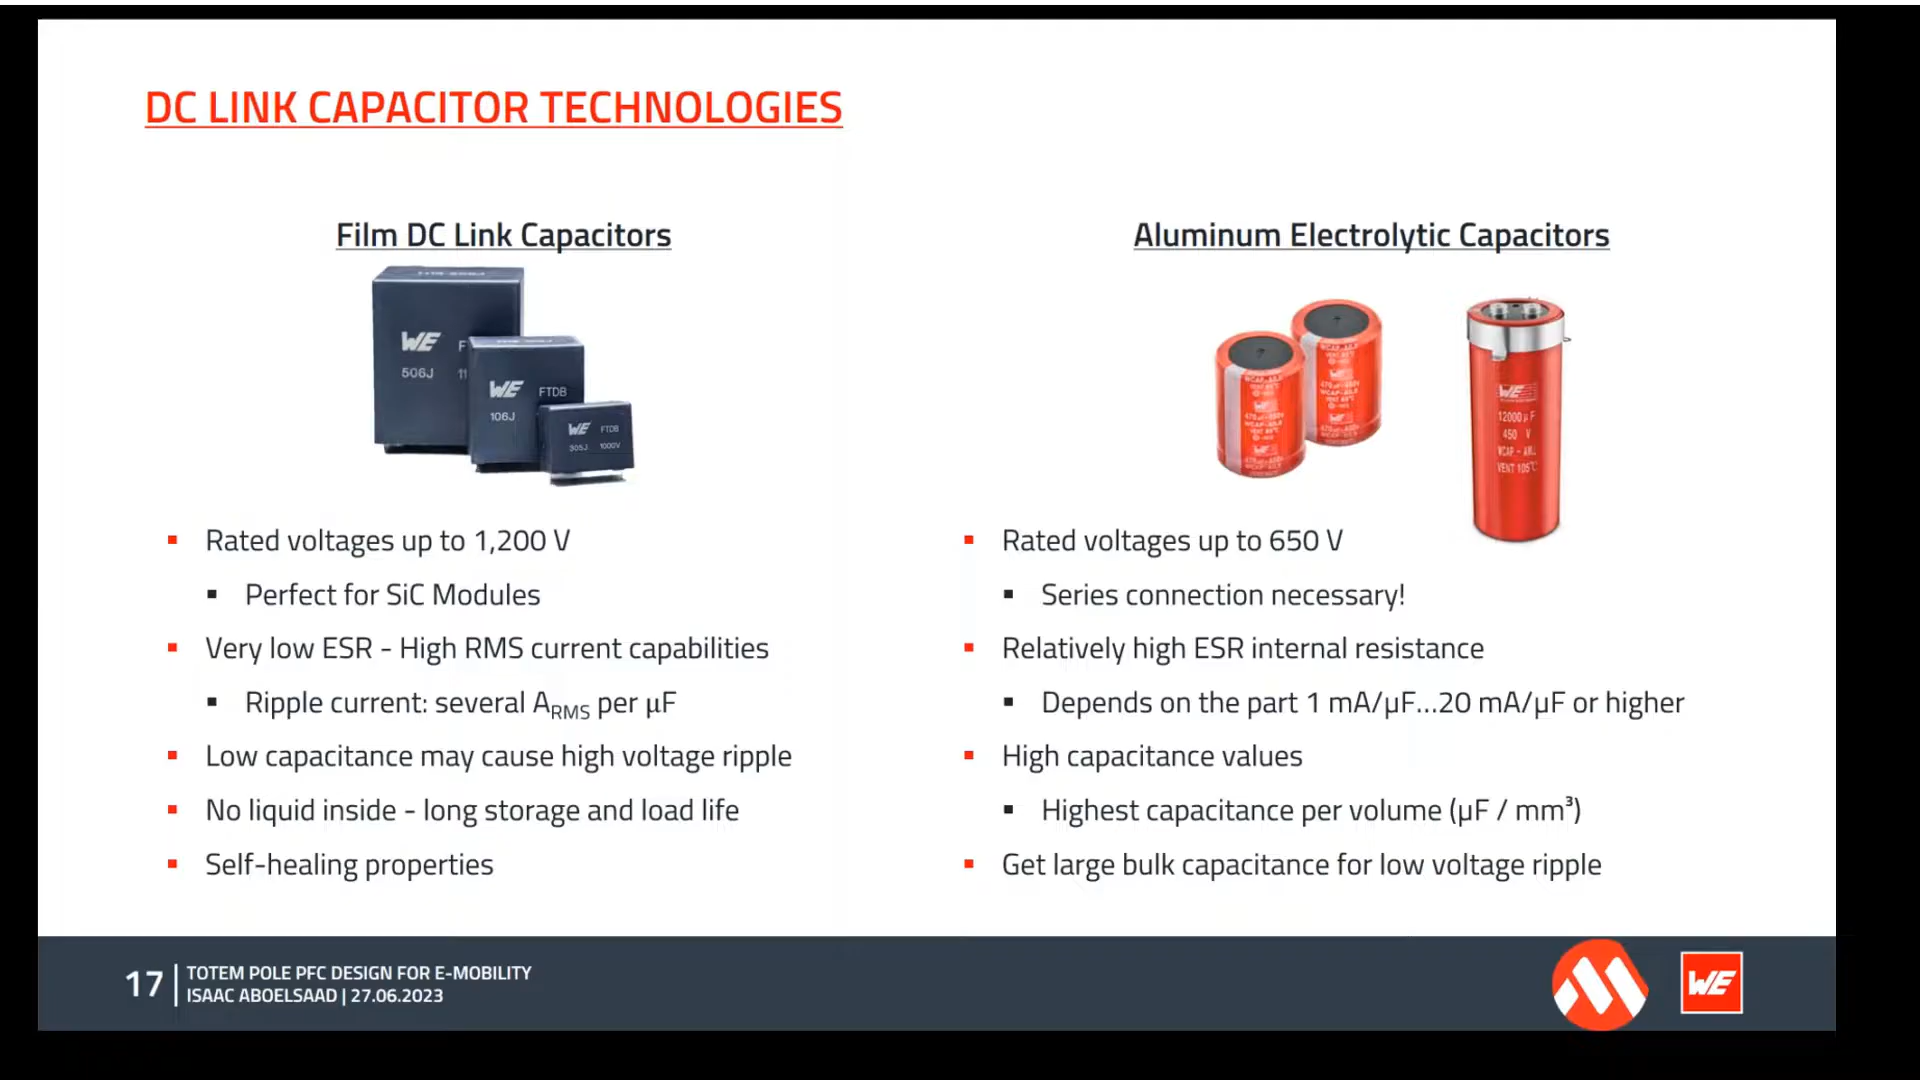 DC LINK CAPACITOR TECHNOLOGIES
Film DC Link Capacitors
WE
506J
WE FTDB
106J
WE FTDB
505J 1000V
Rated voltages up to 1,200 V
Perfect for SiC Modules
Very low ESR - High RMS current capabilities
Ripple current: several ARMS per µF
Low capacitance may cause high voltage ripple
No liquid inside - long storage and load life
Self-healing properties
Aluminum Electrolytic Capacitors
WE
12000µF
450 V
WCAP - AIILL
VENT 105°C
Rated voltages up to 650 V
Series connection necessary!
Relatively high ESR internal resistance
Depends on the part 1 mA/µF...20 mA/µF or higher
High capacitance values
Highest capacitance per volume (µF / mm³)
Get large bulk capacitance for low voltage ripple
17
TOTEM POLE PFC DESIGN FOR E-MOBILITY
ISAAC ABOELSAAD | 27.06.2023
WE